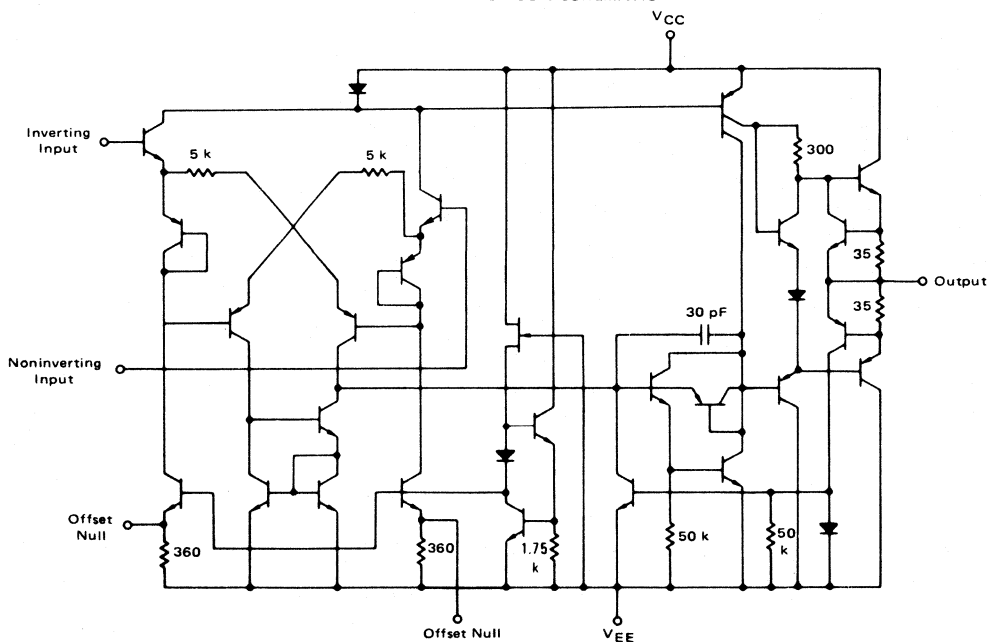 VCC
Inverting
Input
5 k
5 k
300
35
Output
35
30 pF
Noninverting
Input
Offset
Null
360
360
1.75
k
50 k
50
k
Offset Null
VEE